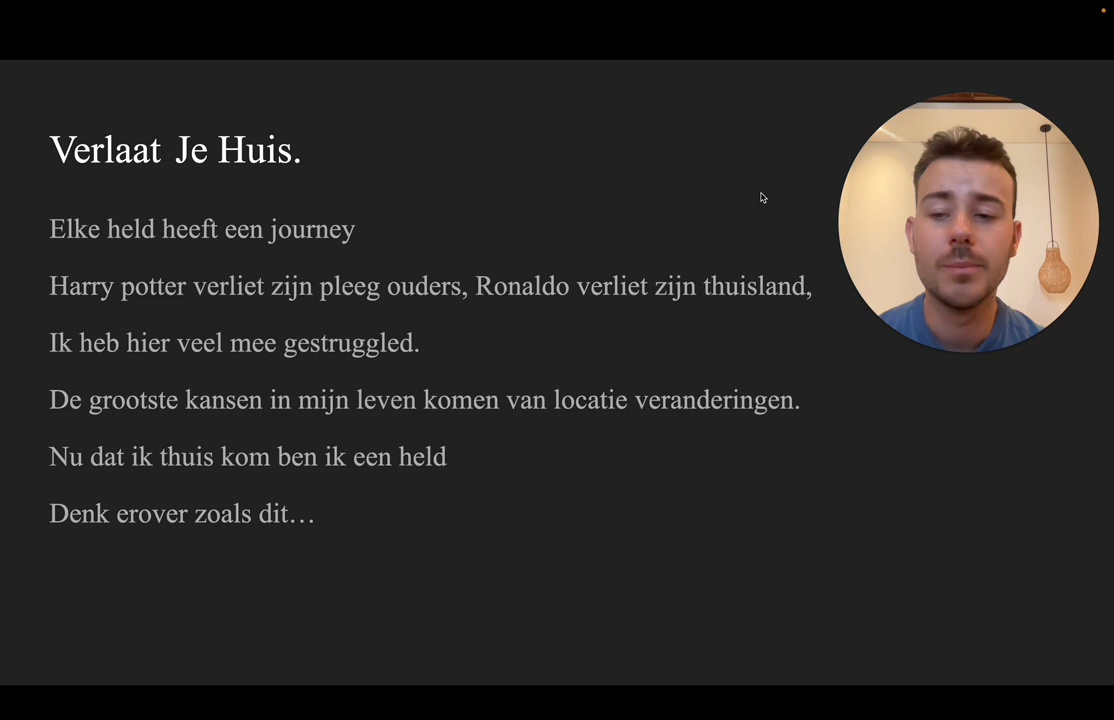 Verlaat Je Huis.
Elke held heeft een journey
Harry potter verliet zijn pleeg ouders, Ronaldo verliet zijn thuisland,
Ik heb hier veel mee gestruggled.
De grootste kansen in mijn leven komen van locatie veranderingen.
Nu dat ik thuis kom ben ik een held
Denk erover zoals dit…